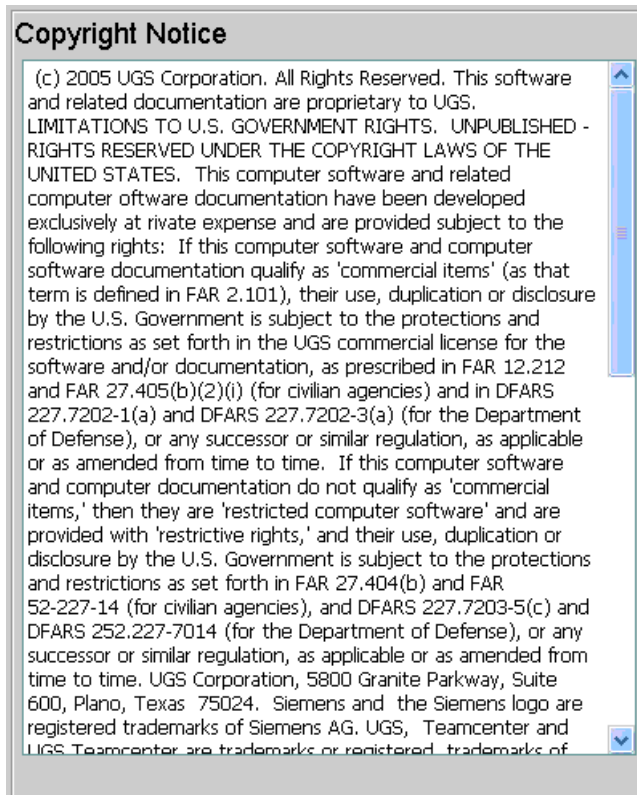 Copyright Notice
(c) 2005 UGS Corporation. All Rights Reserved. This software
and related documentation are proprietary to UGS.
LIMITATIONS TO U.S. GOVERNMENT RIGHTS.  UNPUBLISHED -
RIGHTS RESERVED UNDER THE COPYRIGHT LAWS OF THE
UNITED STATES.  This computer software and related
computer oftware documentation have been developed
exclusively at rivate expense and are provided subject to the
following rights:  If this computer software and computer
software documentation qualify as 'commercial items' (as that
term is defined in FAR 2.101), their use, duplication or disclosure
by the U.S. Government is subject to the protections and
restrictions as set forth in the UGS commercial license for the
software and/or documentation, as prescribed in FAR 12.212
and FAR 27.405(b)(2)(i) (for civilian agencies) and in DFARS
227.7202-1(a) and DFARS 227.7202-3(a) (for the Department
of Defense), or any successor or similar regulation, as applicable
or as amended from time to time.  If this computer software
and computer documentation do not qualify as 'commercial
items,' then they are 'restricted computer software' and are
provided with 'restrictive rights,' and their use, duplication or
disclosure by the U.S. Government is subject to the protections
and restrictions as set forth in FAR 27.404(b) and FAR
52-227-14 (for civilian agencies), and DFARS 227.7203-5(c) and
DFARS 252.227-7014 (for the Department of Defense), or any
successor or similar regulation, as applicable or as amended from
time to time. UGS Corporation, 5800 Granite Parkway, Suite
600, Plano, Texas  75024.  Siemens and  the Siemens logo are
registered trademarks of Siemens AG. UGS,  Teamcenter and
UGS Teamcenter are trademarks or registered  trademarks of